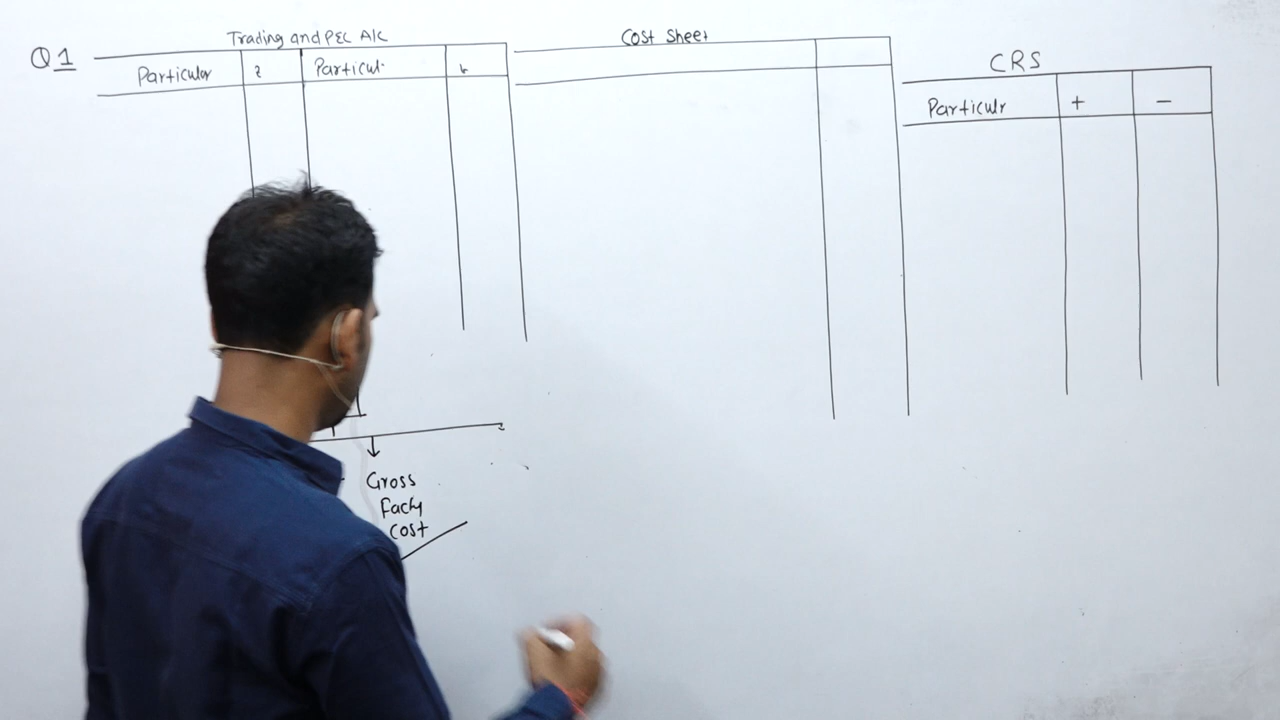 Q1
Trading and P&L A/c
Particular ₹ Particul.
Cost Sheet
CRS
Particulr + -
Gross
Facty
Cost